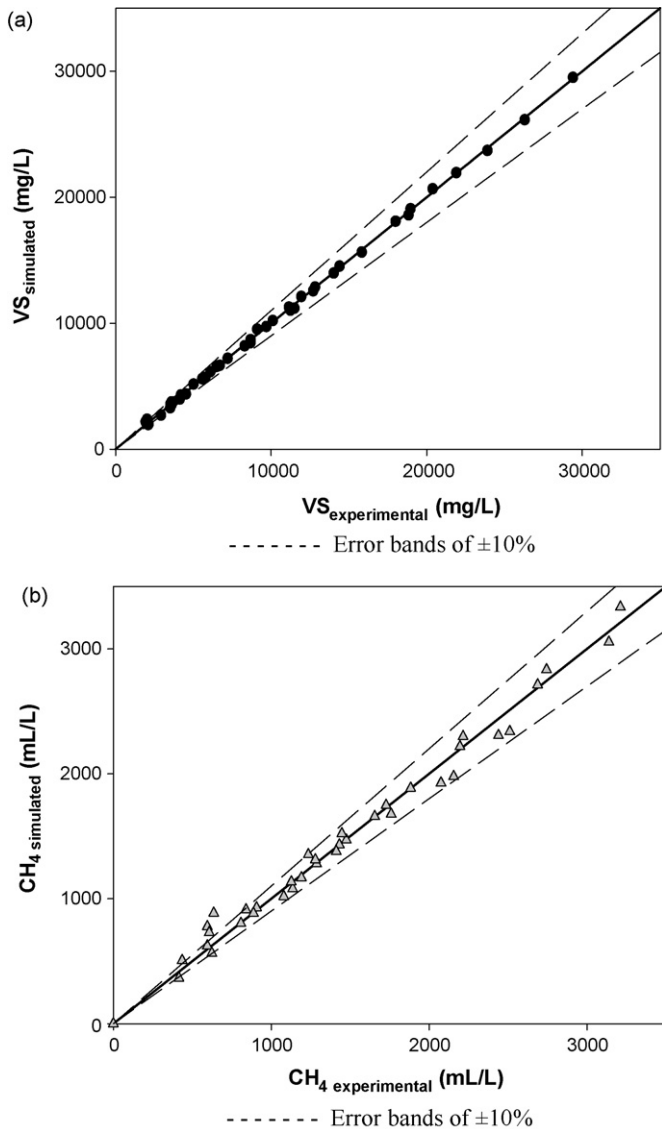 (a)
30000
20000
10000
0
VSsimulated (mg/L)
0 10000 20000 30000
VSexperimental (mg/L)
Error bands of ±10%
(b)
3000
2000
1000
0
CH4 simulated (mL/L)
0 1000 2000 3000
CH4 experimental (mL/L)
Error bands of ±10%